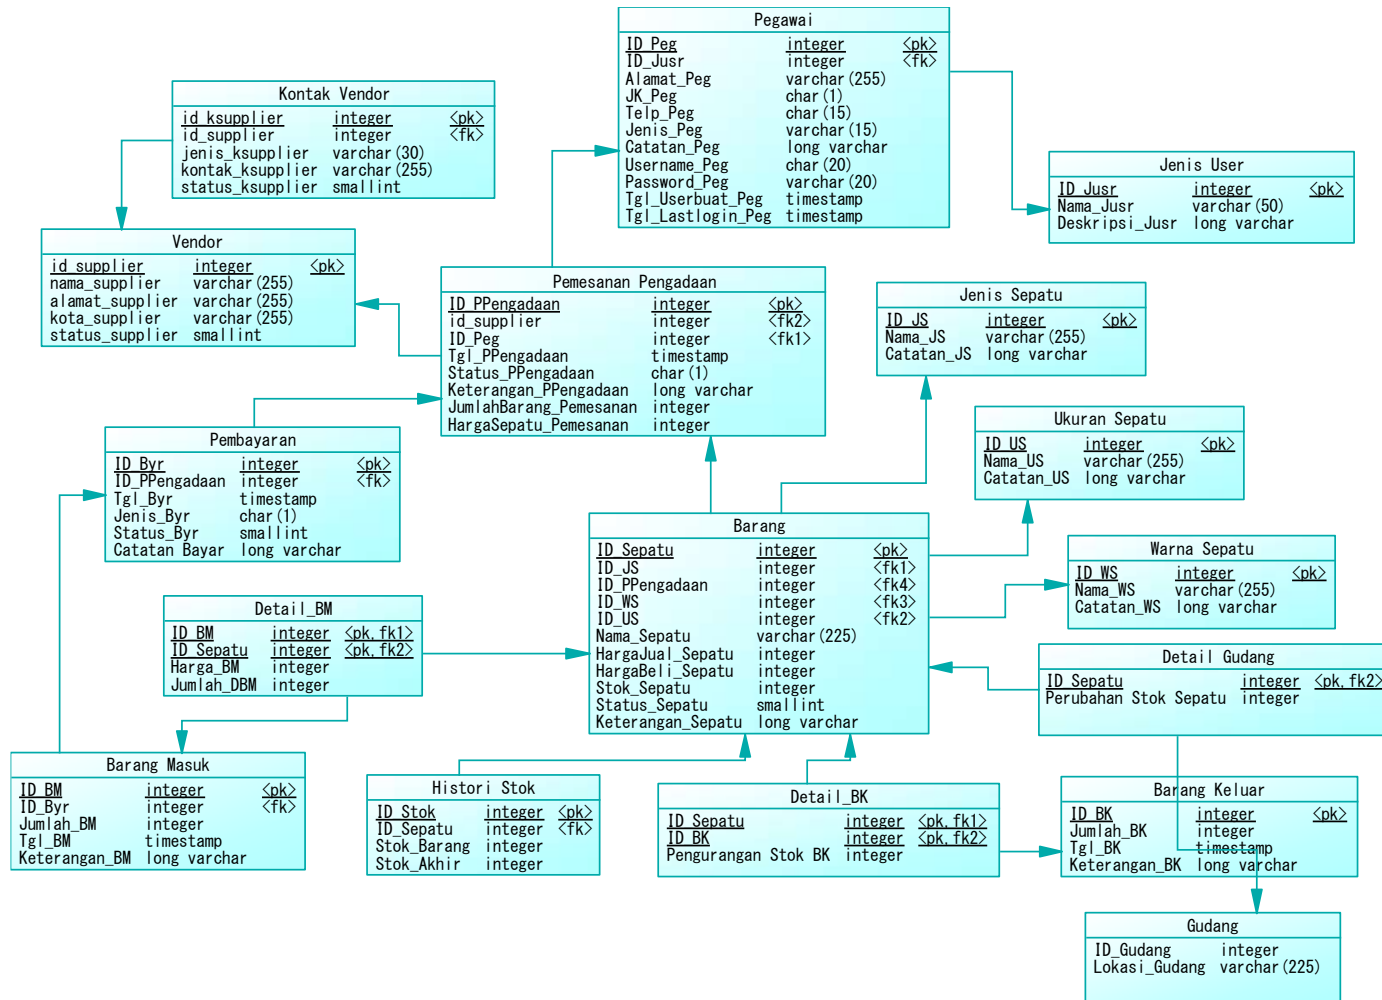 Pegawai
ID_Peg integer <pk>
ID_Jusr integer <fk>
Alamat_Peg varchar(255)
JK_Peg char(1)
Telp_Peg char(15)
Jenis_Peg varchar(15)
Catatan_Peg long varchar
Username_Peg char(20)
Password_Peg varchar(20)
Tgl_Userbuat_Peg timestamp
Tgl_Lastlogin_Peg timestamp
Kontak Vendor
id_ksupplier integer <pk>
id_supplier integer <fk>
jenis_ksupplier varchar(30)
kontak_ksupplier varchar(255)
status_ksupplier smallint
Jenis User
ID_Jusr integer <pk>
Nama_Jusr varchar(50)
Deskripsi_Jusr long varchar
Vendor
id_supplier integer <pk>
nama_supplier varchar(255)
alamat_supplier varchar(255)
kota_supplier varchar(255)
status_supplier smallint
Pemesanan Pengadaan
ID_PPengadaan integer <pk>
id_supplier integer <fk2>
ID_Peg integer <fk1>
Tgl_PPengadaan timestamp
Status_PPengadaan char(1)
Keterangan_PPengadaan long varchar
JumlahBarang_Pemesanan integer
HargaSepatu_Pemesanan integer
Jenis Sepatu
ID_JS integer <pk>
Nama_JS varchar(255)
Catatan_JS long varchar
Ukuran Sepatu
ID_US integer <pk>
Nama_US varchar(255)
Catatan_US long varchar
Pembayaran
ID_Byr integer <pk>
ID_PPengadaan integer <fk>
Tgl_Byr timestamp
Jenis_Byr char(1)
Status_Byr smallint
Catatan Bayar long varchar
Barang
ID_Sepatu integer <pk>
ID_JS integer <fk1>
ID_PPengadaan integer <fk4>
ID_WS integer <fk3>
ID_US integer <fk2>
Nama_Sepatu varchar(225)
HargaJual_Sepatu integer
HargaBeli_Sepatu integer
Stok_Sepatu integer
Status_Sepatu smallint
Keterangan_Sepatu long varchar
Warna Sepatu
ID_WS integer <pk>
Nama_WS varchar(255)
Catatan_WS long varchar
Detail_BM
ID_BM integer <pk,fk1>
ID_Sepatu integer <pk,fk2>
Harga_BM integer
Jumlah_DBM integer
Detail Gudang
ID_Sepatu integer <pk,fk2>
Perubahan Stok Sepatu integer
Barang Masuk
ID_BM integer <pk>
ID_Byr integer <fk>
Jumlah_BM integer
Tgl_BM timestamp
Keterangan_BM long varchar
Histori Stok
ID_Stok integer <pk>
ID_Sepatu integer <fk>
Stok_Barang integer
Stok_Akhir integer
Detail_BK
ID_Sepatu integer <pk,fk1>
ID_BK integer <pk,fk2>
Pengurangan Stok BK integer
Barang Keluar
ID_BK integer <pk>
Jumlah_BK integer
Tgl_BK timestamp
Keterangan_BK long varchar
Gudang
ID_Gudang integer
Lokasi_Gudang varchar(225)